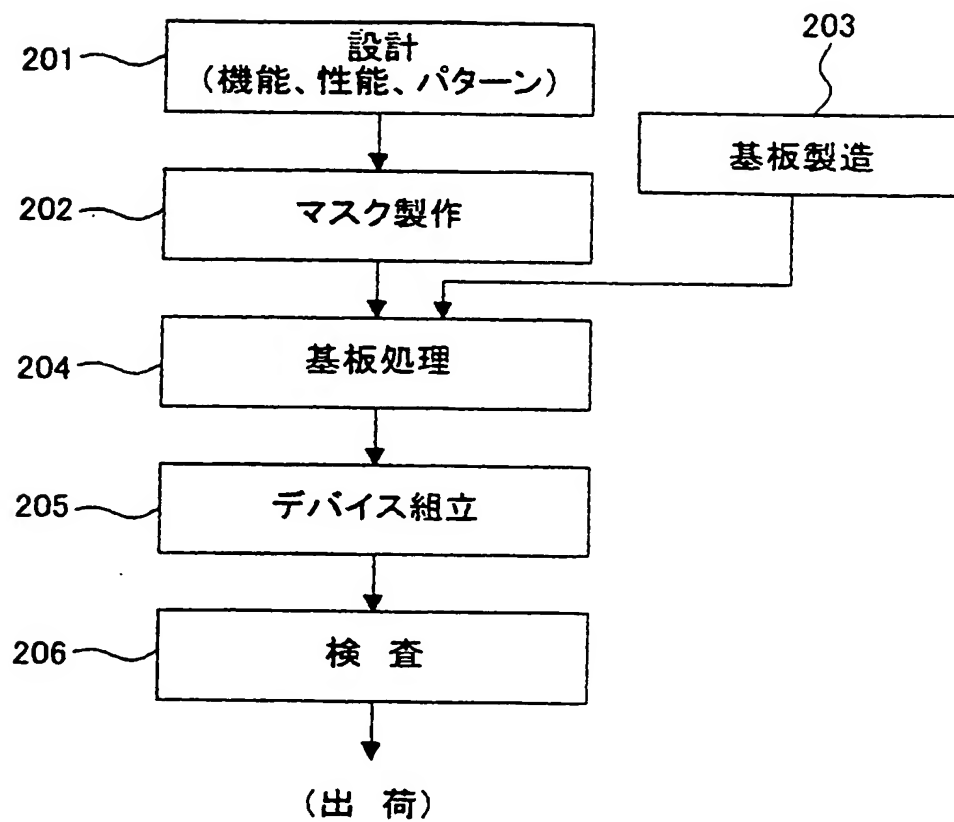 201
設計
(機能、性能、パターン)
203
基板製造
202
マスク製作
204
基板処理
205
デバイス組立
206
検 査
(出 荷)